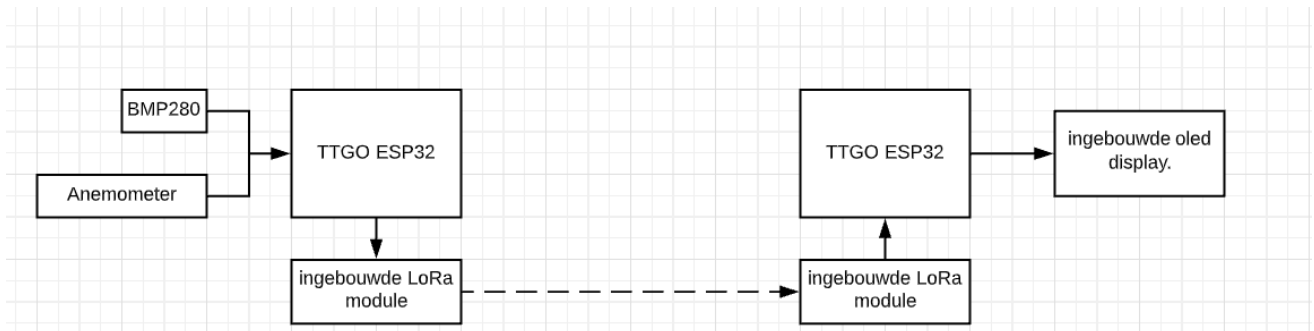 BMP280
Anemometer
TTGO ESP32
ingebouwde LoRa
module
TTGO ESP32
ingebouwde LoRa
module
ingebouwde oled
display.